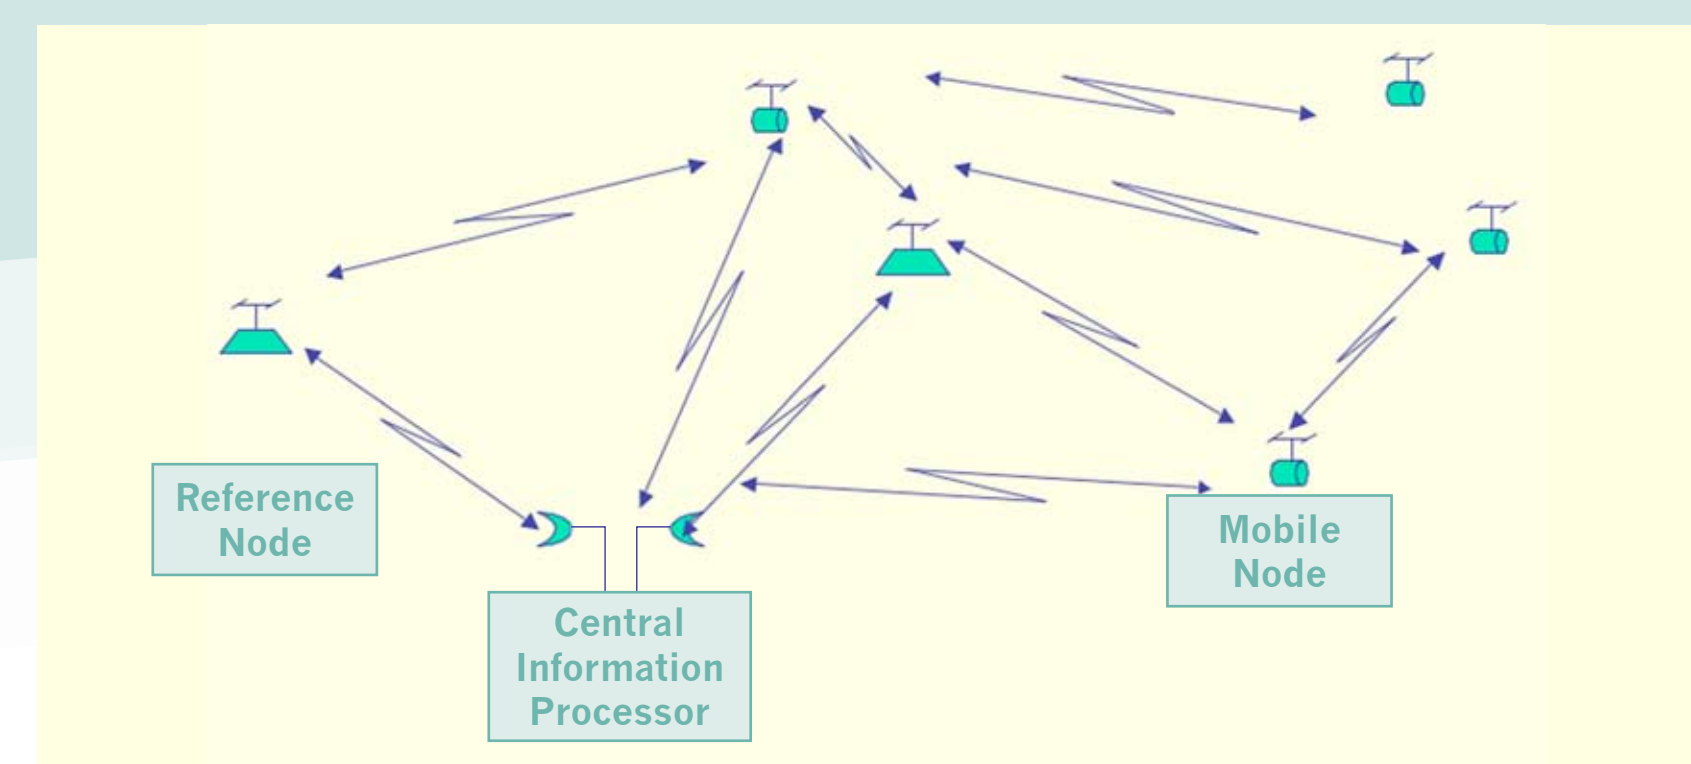 Reference
Node
Mobile
Node
Central
Information
Processor